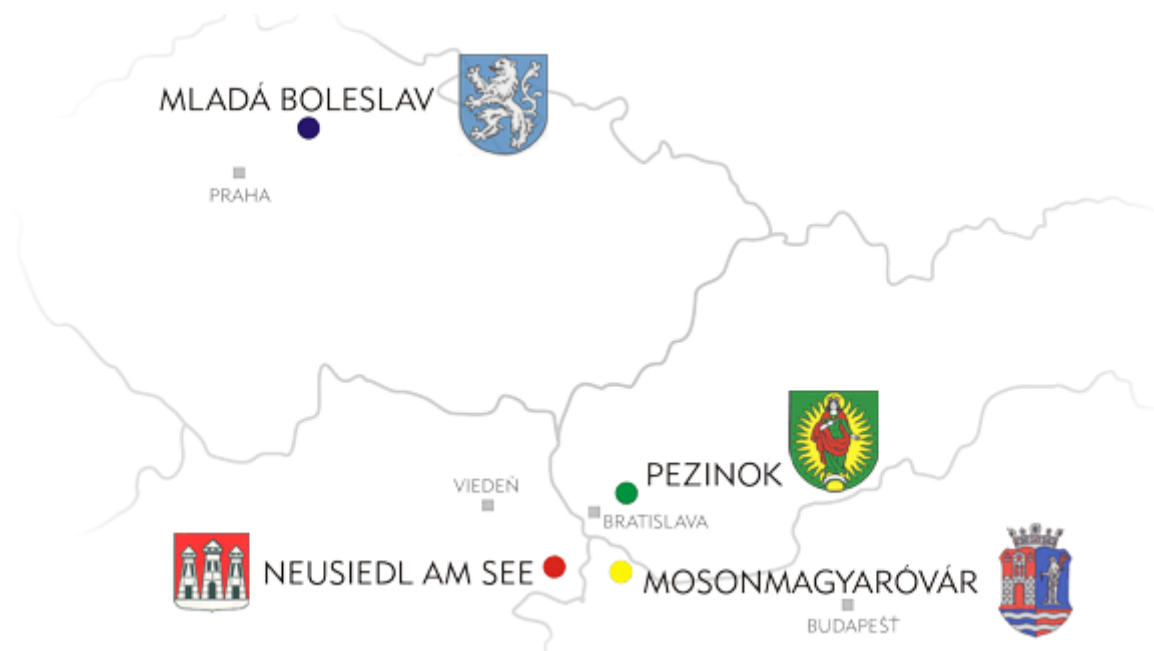 MLADÁ BOLESLAV
PRAHA
VIEDEŇ
PEZINOK
BRATISLAVA
NEUSIEDL AM SEE
MOSONMAGYARÓVÁR
BUDAPEŠŤ